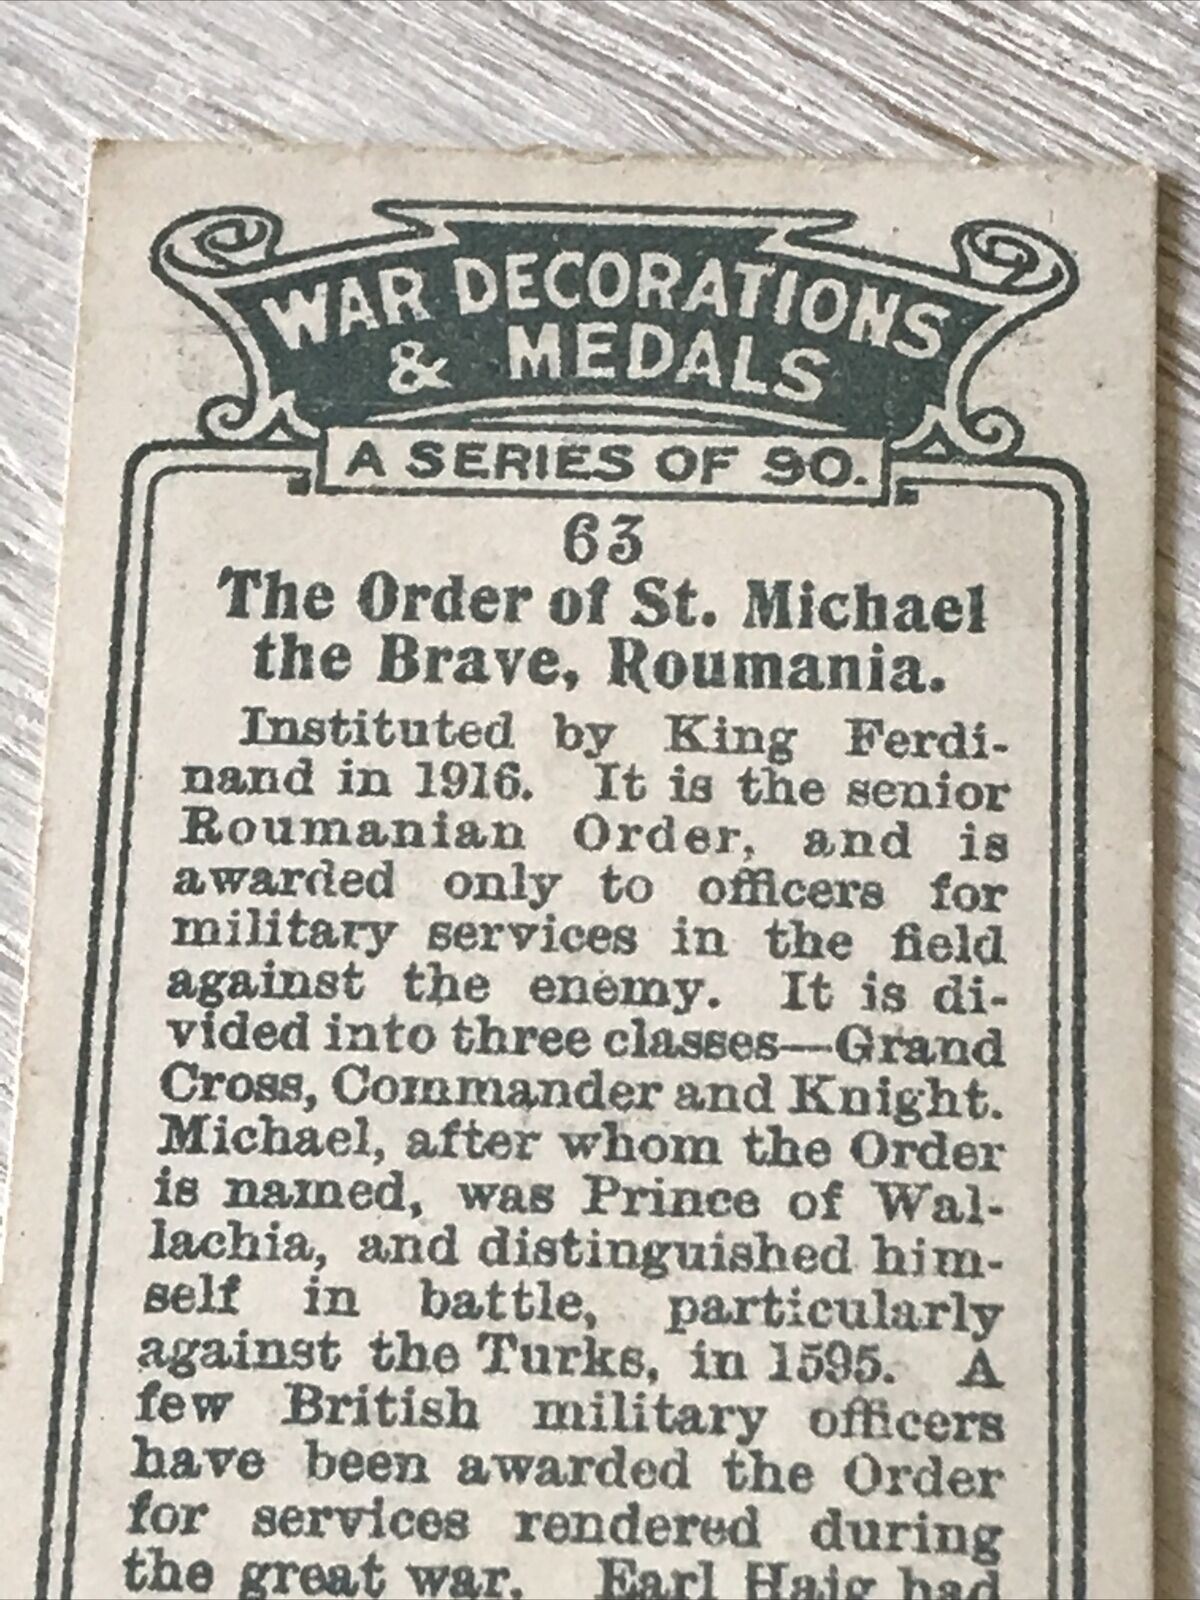 WAR DECORATIONS
& MEDALS
A SERIES OF 90.
63
The Order of St. Michael
the Brave, Roumania.
Instituted by King Ferdi-
nand in 1916. It is the senior
Roumanian Order, and is
awarded only to officers for
military services in the field
against the enemy. It is di-
vided into three classes—Grand
Cross, Commander and Knight.
Michael, after whom the Order
is named, was Prince of Wal-
lachia, and distinguished him-
self in battle, particularly
against the Turks, in 1595. A
few British military officers
have been awarded the Order
for services rendered during
the great war. Earl Haig had